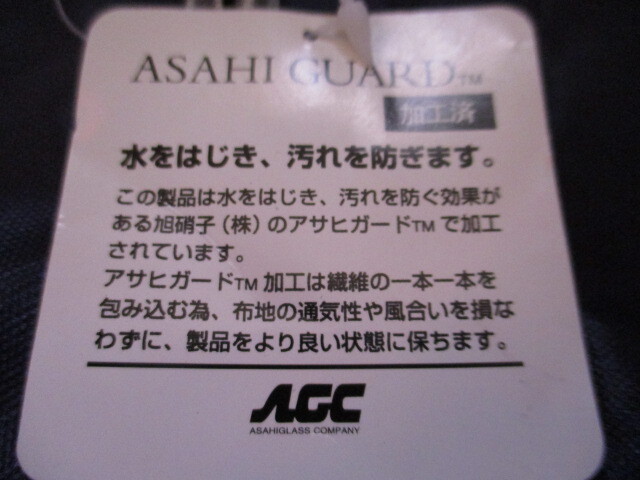 ASAHI GUARD™
加工済
水をはじき、汚れを防ぎます。
この製品は水をはじき、汚れを防ぐ効果が
ある旭硝子(株)のアサヒガード™で加工
されています。
アサヒガード™加工は繊維の一本一本を
包み込む為、布地の通気性や風合いを損な
わずに、製品をより良い状態に保ちます。
AGC
ASAHIGLASS COMPANY